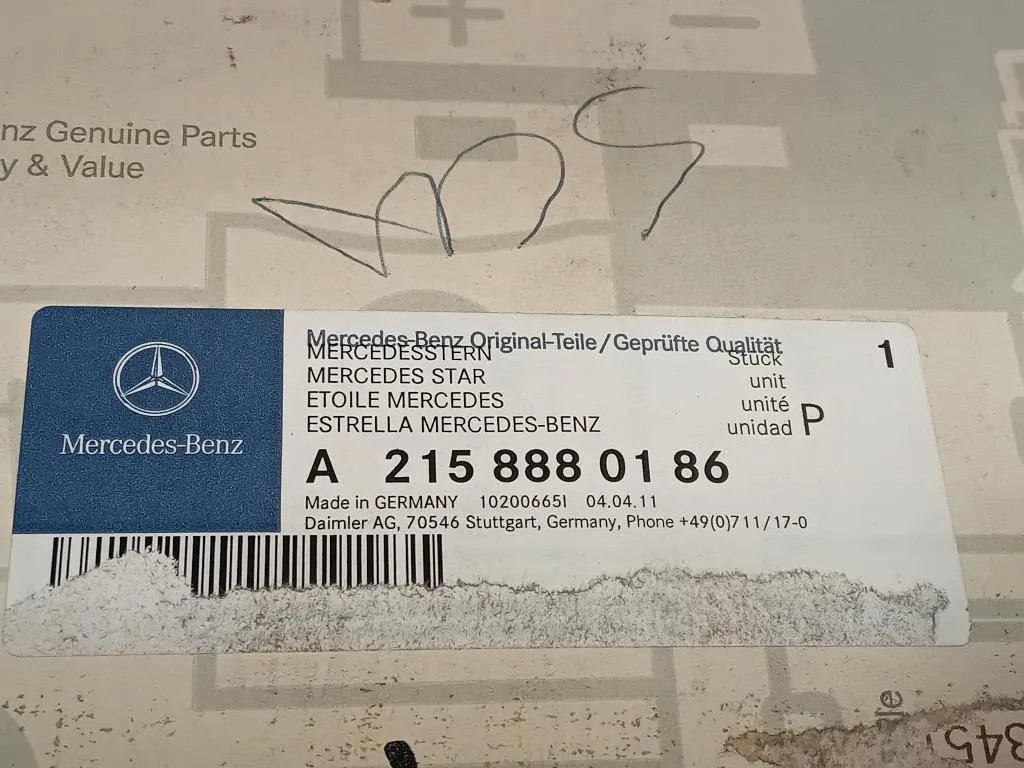 nz Genuine Parts
y & Value
Mercedes-Benz
Mercedes-Benz Original-Teile/Geprüfte Qualität
1
MERCEDESSTERN Stück
MERCEDES STAR unit
ETOILE MERCEDES unité
ESTRELLA MERCEDES-BENZ unidad P
A 215 888 01 86
Made in GERMANY 10200665I 04.04.11
Daimler AG, 70546 Stuttgart, Germany, Phone +49(0)711/17-0
345